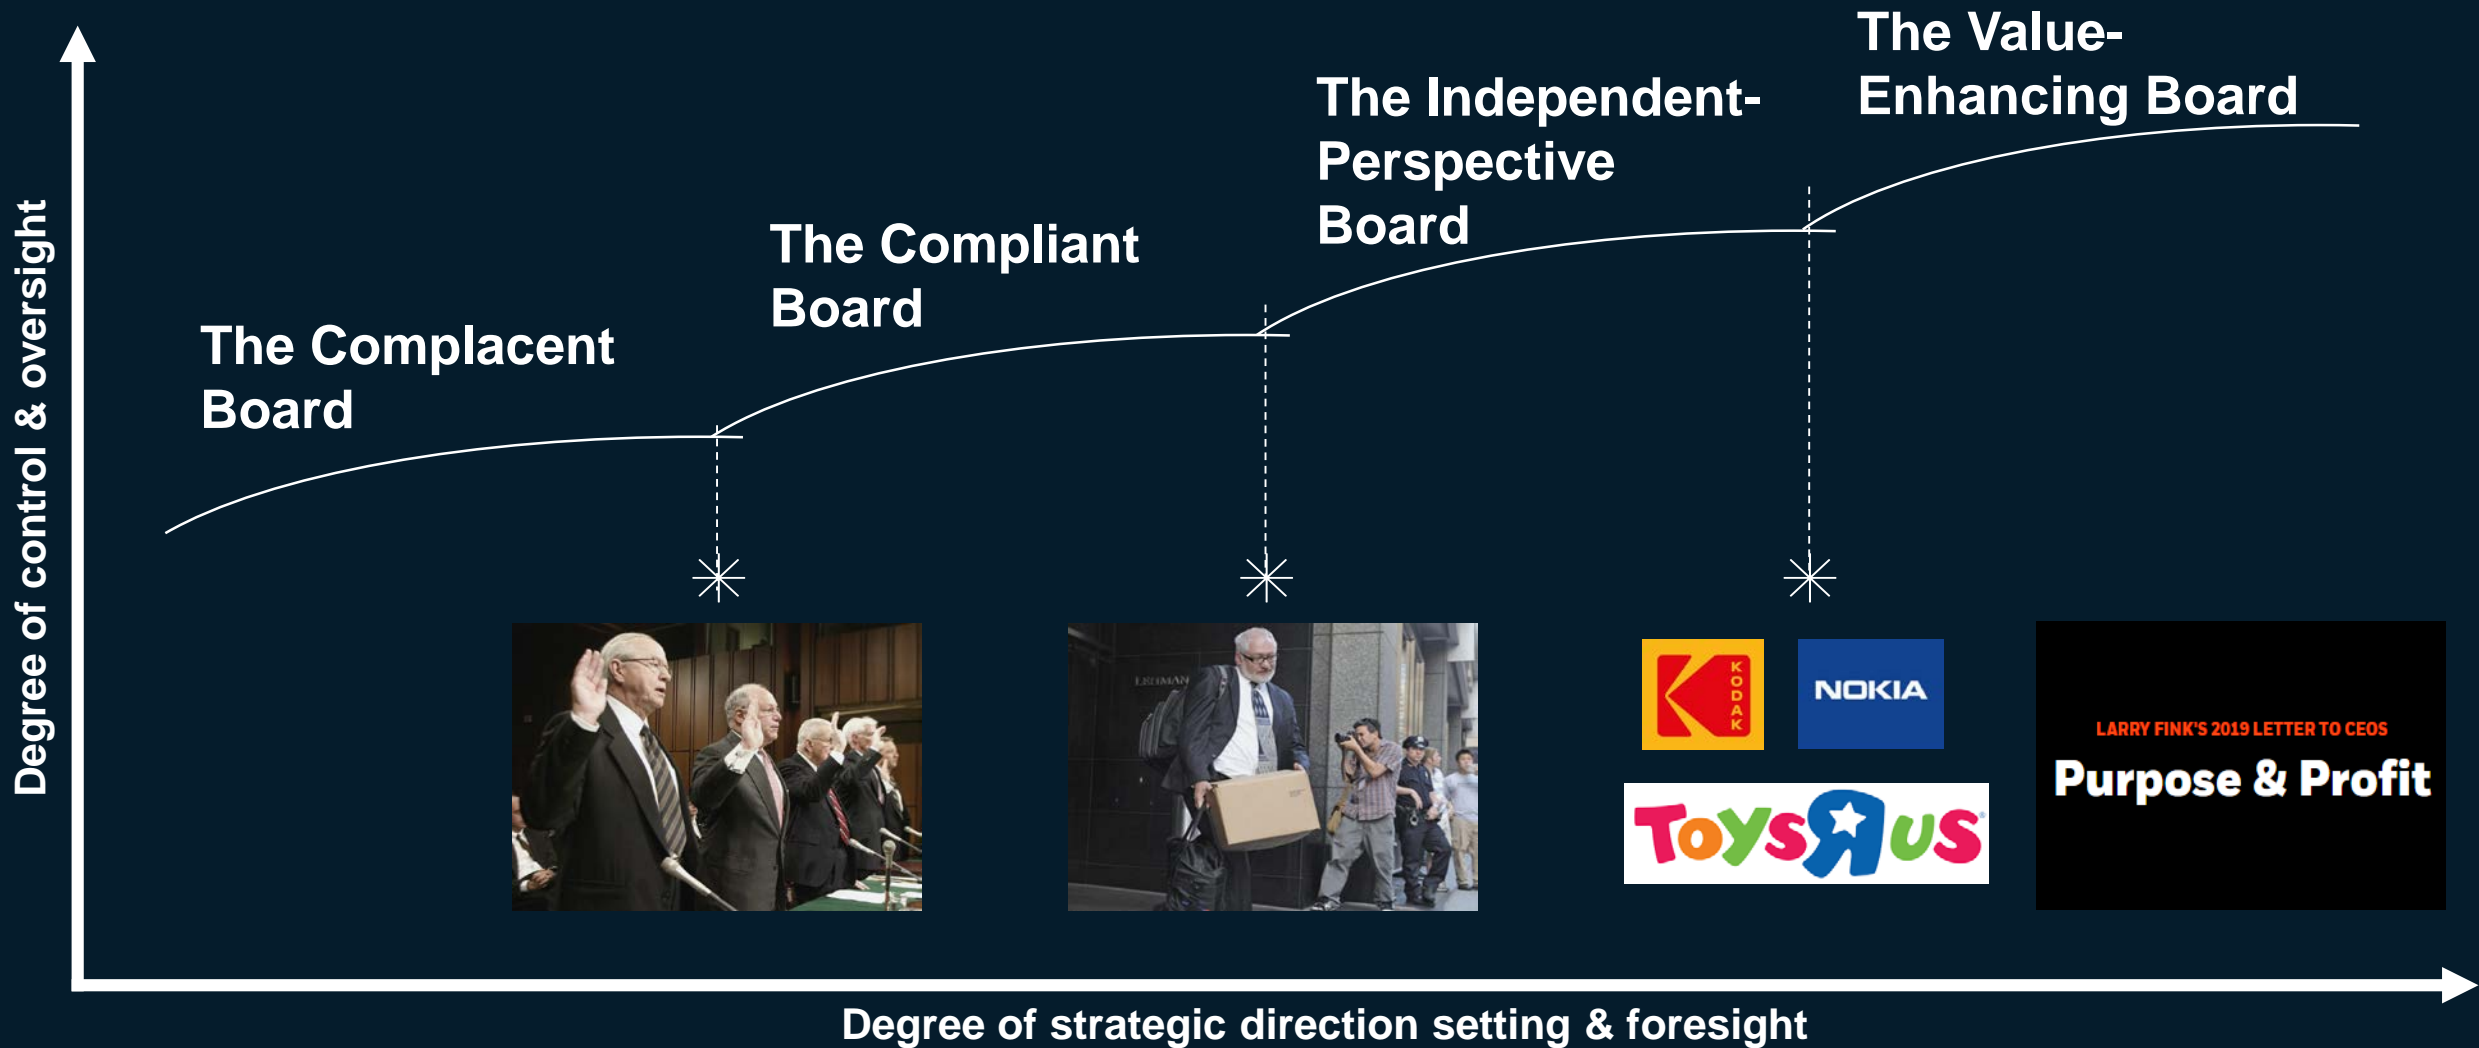 The Value-
Enhancing Board
The Independent-
Perspective
Board
The Compliant
Board
The Complacent
Board
Degree of control & oversight
LEHMAN
KODAK
NOKIA
TOYS R US
LARRY FINK'S 2019 LETTER TO CEOS
Purpose & Profit
Degree of strategic direction setting & foresight